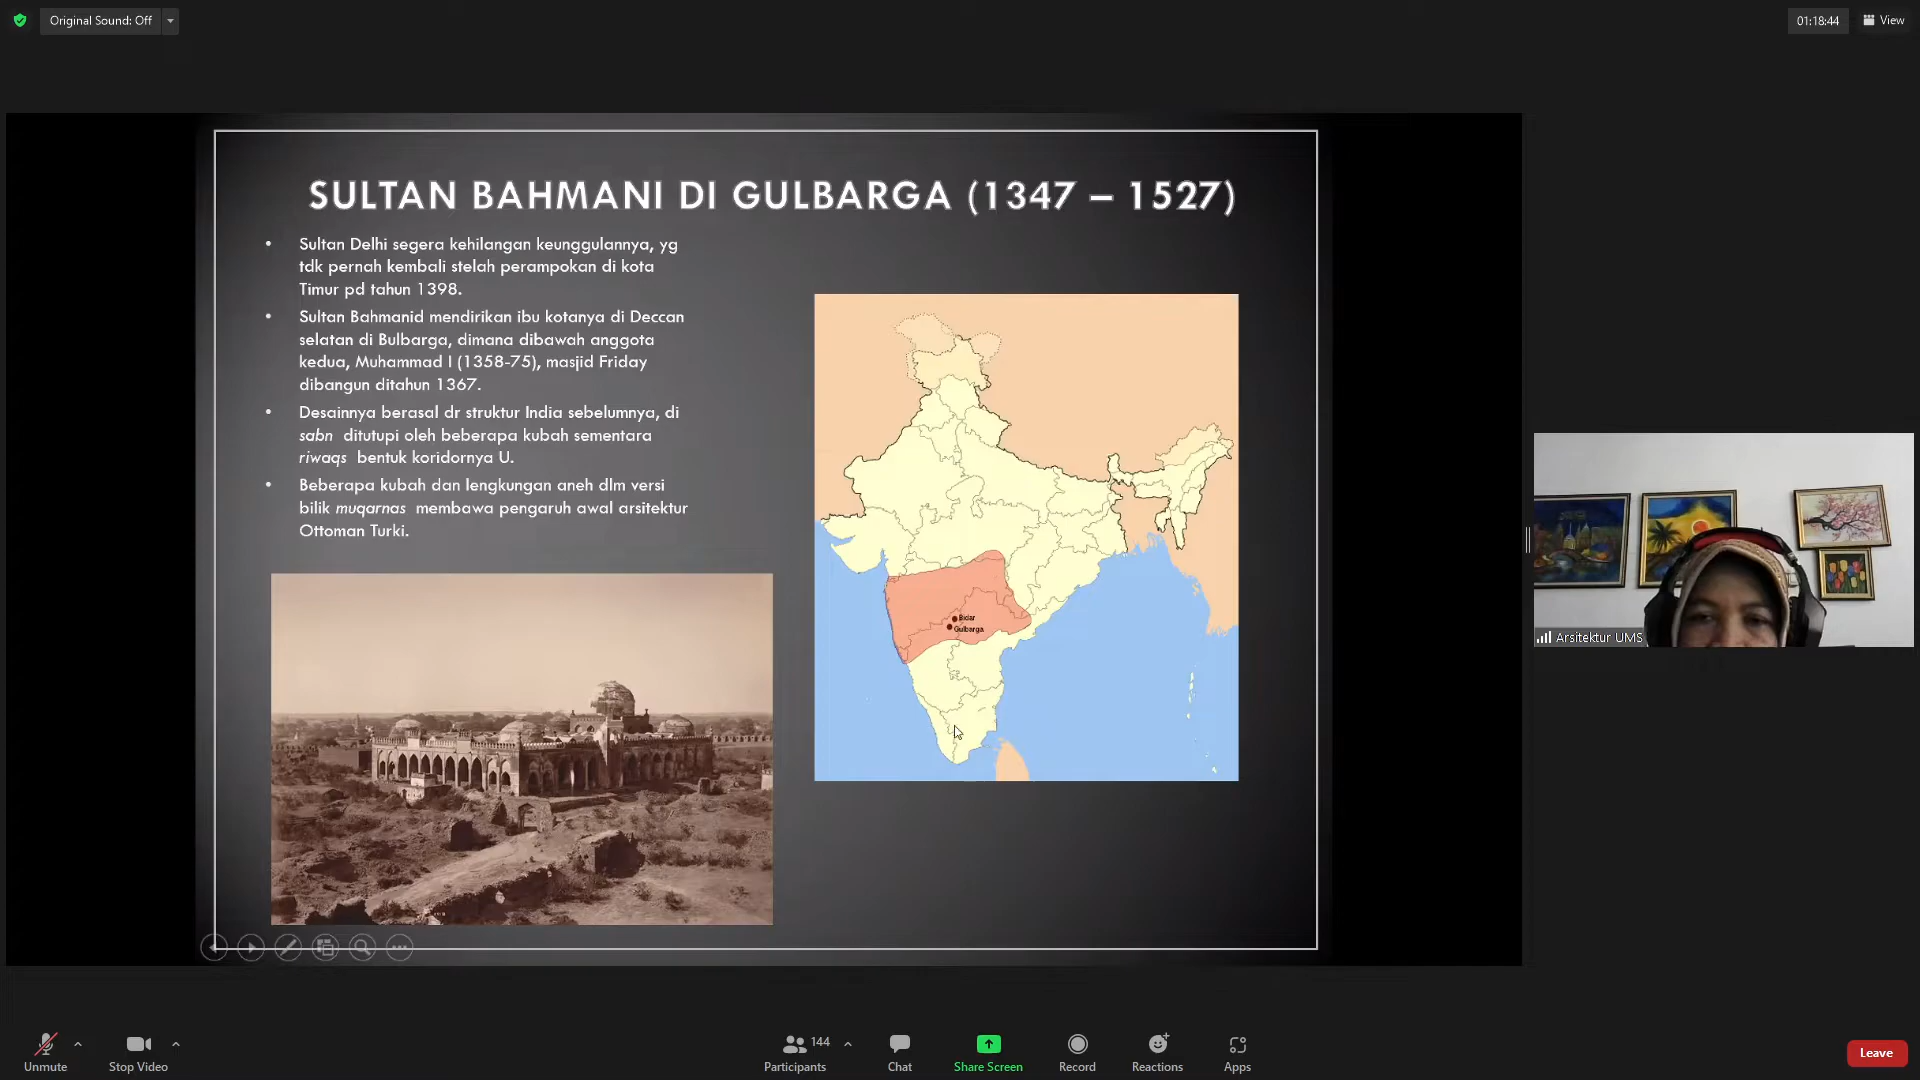 Original Sound: Off
01:18:44
View
SULTAN BAHMANI DI GULBARGA (1347 – 1527)
• Sultan Delhi segera kehilangan keunggulannya, yg
tdk pernah kembali stelah perampokan di kota
Timur pd tahun 1398.
• Sultan Bahmanid mendirikan ibu kotanya di Deccan
selatan di Bulbarga, dimana dibawah anggota
kedua, Muhammad I (1358-75), masjid Friday
dibangun ditahun 1367.
• Desainnya berasal dr struktur India sebelumnya, di
sabn ditutupi oleh beberapa kubah sementara
riwaqs bentuk koridornya U.
• Beberapa kubah dan lengkungan aneh dlm versi
bilik muqarnas membawa pengaruh awal arsitektur
Ottoman Turki.
Bidar
Gulbarga
Arsitektur UMS
Unmute
Stop Video
144
Participants
Chat
Share Screen
Record
Reactions
Apps
Leave